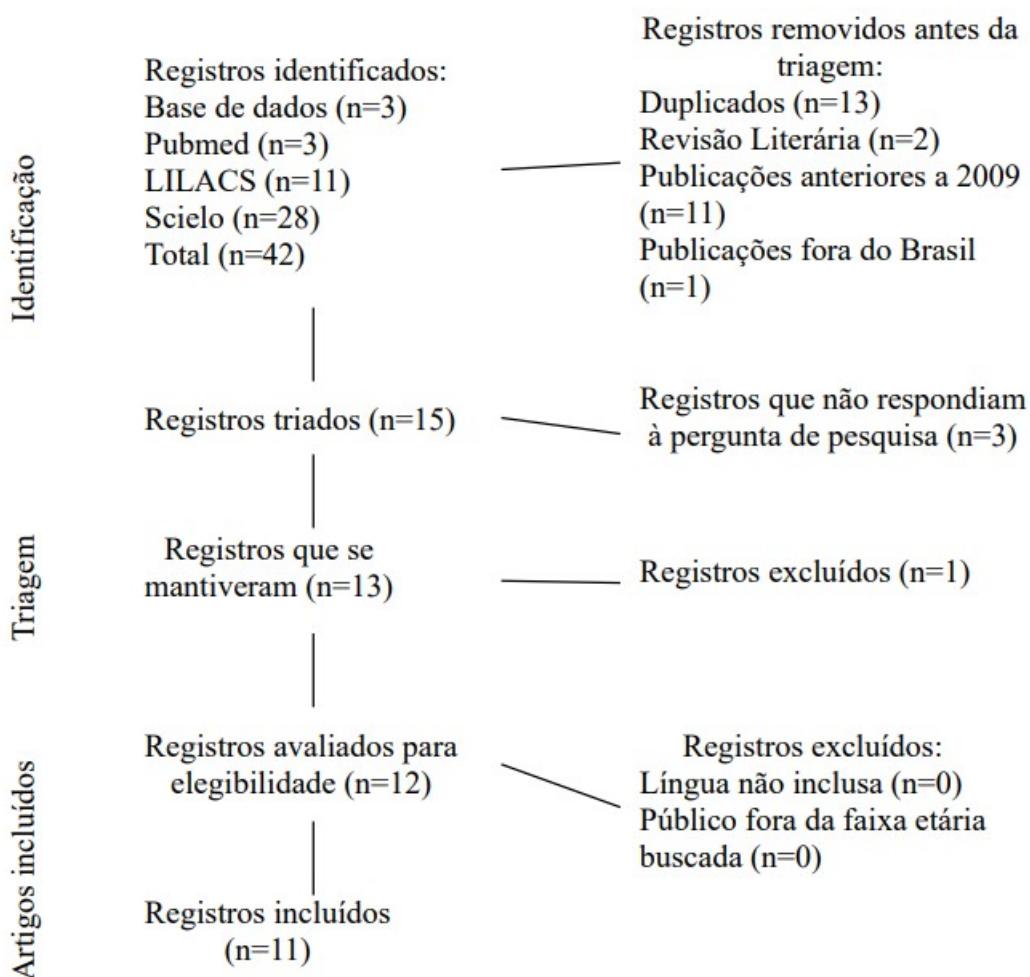 Identificação
Registros identificados:
Base de dados (n=3)
Pubmed (n=3)
LILACS (n=11)
Scielo (n=28)
Total (n=42)
Registros removidos antes da
triagem:
Duplicados (n=13)
Revisão Literária (n=2)
Publicações anteriores a 2009
(n=11)
Publicações fora do Brasil
(n=1)
Registros triados (n=15)
Registros que não respondiam
à pergunta de pesquisa (n=3)
Triagem
Registros que se
mantiveram (n=13)
Registros excluídos (n=1)
Artigos incluídos
Registros avaliados para
elegibilidade (n=12)
Registros excluídos:
Língua não inclusa (n=0)
Público fora da faixa etária
buscada (n=0)
Registros incluídos
(n=11)